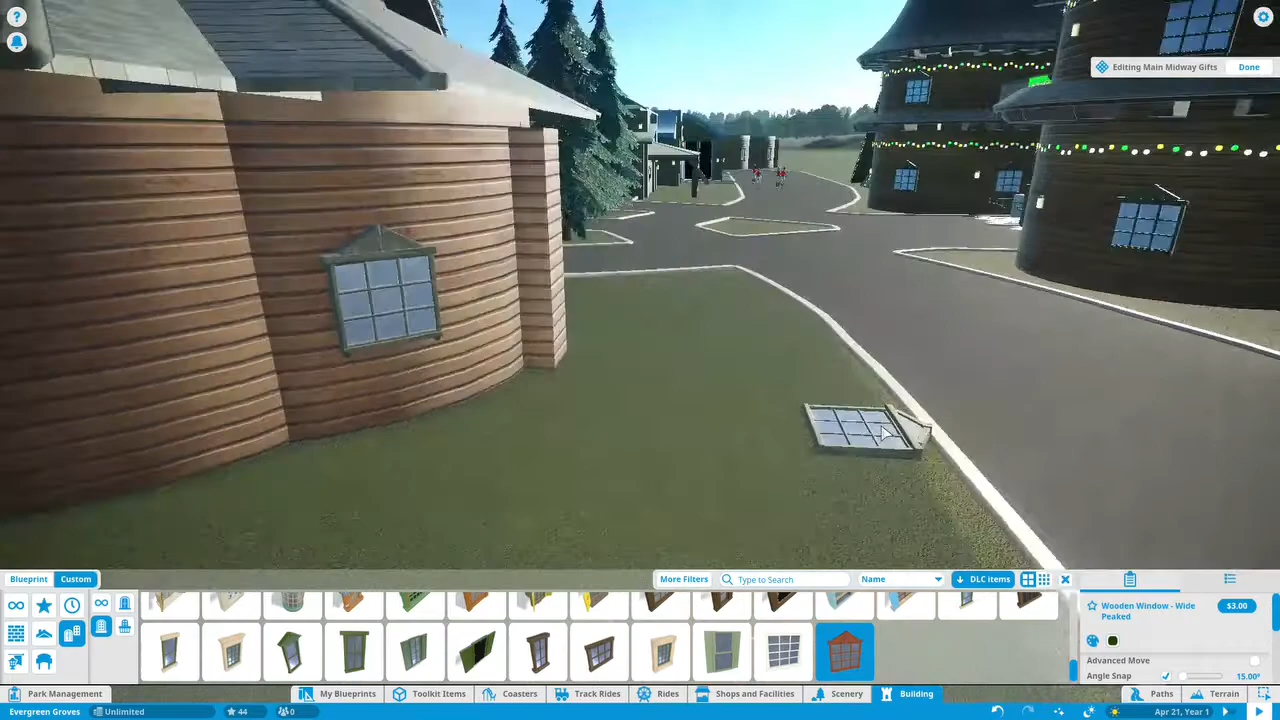 Editing Main Midway Gifts Done
Blueprint Custom More Filters Type to Search Name DLC items
Wooden Window - Wide Peaked $3.00
Advanced Move
Angle Snap 15.00°
Park Management My Blueprints Toolkit Items Coasters Track Rides Rides Shops and Facilities Scenery Building Paths Terrain
Evergreen Groves Unlimited 44 0 Apr 21, Year 1